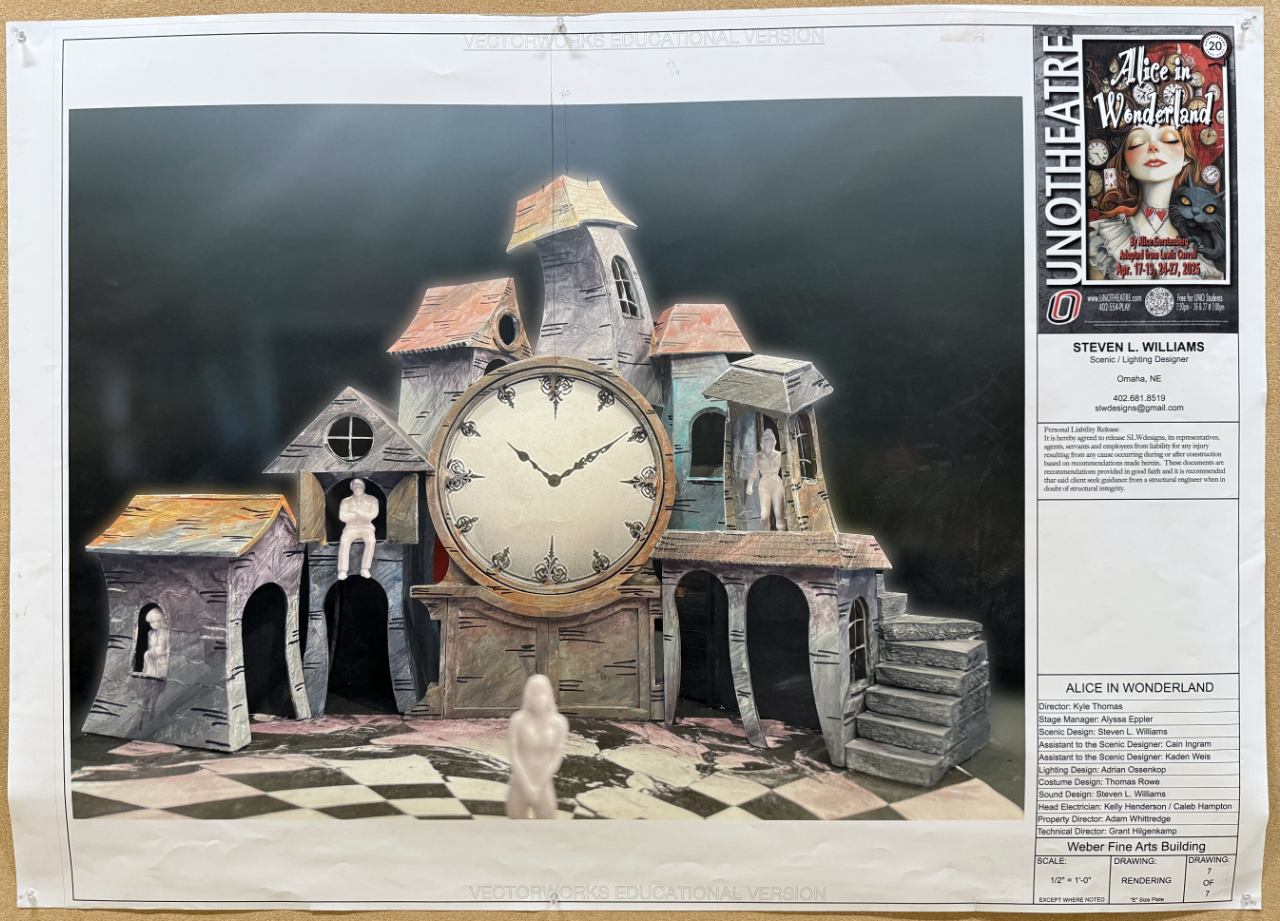 VECTORWORKS EDUCATIONAL VERSION
30
UNOTHEATRE
20
Alice in
Wonderland
by Alice Gerstenberg
Adapted from Lewis Carroll
Apr. 17-19, 24-27, 2025
www.UNOTHEATRE.com
402-554-PLAY
Free for UNO Students
STEVEN L. WILLIAMS
Scenic / Lighting Designer
Omaha, NE
402.681.8519
slwdesigns@gmail.com
Personal Liability Release
It is hereby agreed to release SLWdesigns, its representatives,
agents, servants and employees from liability for any injury
resulting from any cause occurring during or after construction
based on recommendations made herein. These documents are
recommendations provided in good faith and it is recommended
that said client seek guidance from a structural engineer when in
doubt of structural integrity.
ALICE IN WONDERLAND
Director: Kyle Thomas
Stage Manager: Alyssa Eppler
Scenic Design: Steven L. Williams
Assistant to the Scenic Designer: Cain Ingram
Assistant to the Scenic Designer: Kaden Weis
Lighting Design: Adrian Ossenkop
Costume Design: Thomas Rowe
Sound Design: Steven L. Williams
Head Electrician: Kelly Henderson / Caleb Hampton
Property Director: Adam Whittredge
Technical Director: Grant Hilgenkamp
Weber Fine Arts Building
SCALE:
1/2" = 1'-0"
EXCEPT WHERE NOTED
DRAWING:
RENDERING
"E" Size Plate
DRAWING:
7
OF
7
VECTORWORKS EDUCATIONAL VERSION